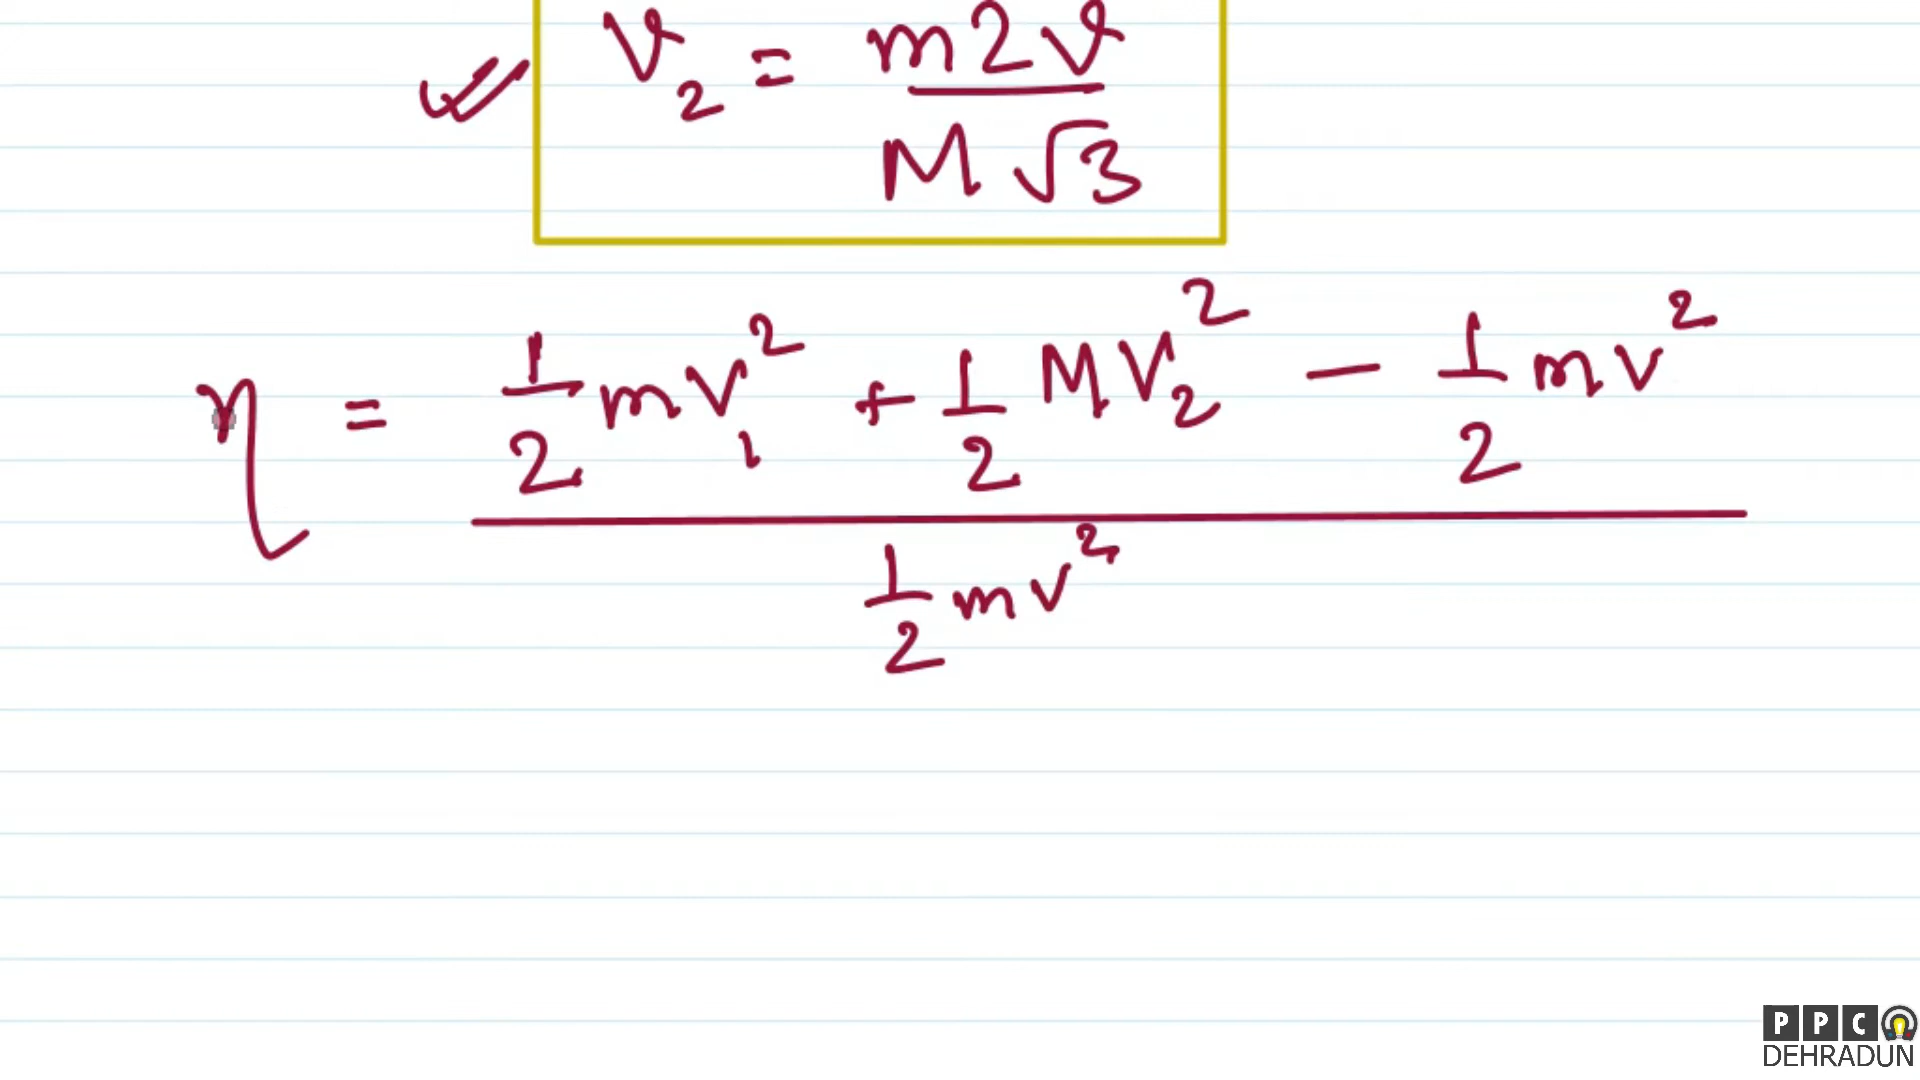 V₂ = m2v / M√3
η = (½ mv₁² + ½ MV₂² − ½ mv²) / (½ mv²)
PPC
DEHRADUN